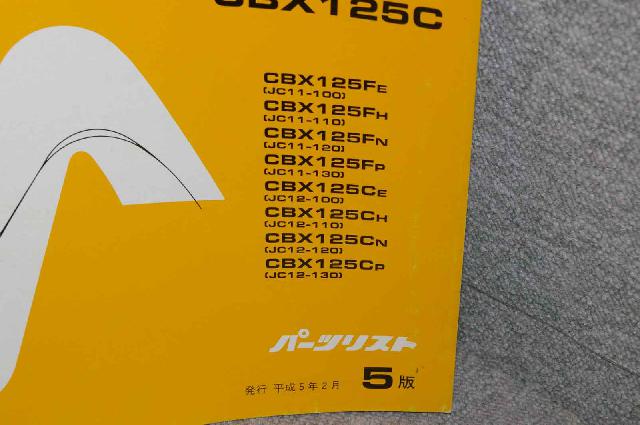 CBX125C
CBX125FE
(JC11-100)
CBX125FH
(JC11-110)
CBX125FN
(JC11-120)
CBX125FP
(JC11-130)
CBX125CE
(JC12-100)
CBX125CH
(JC12-110)
CBX125CN
(JC12-120)
CBX125CP
(JC12-130)
パーツリスト
発行 平成5年2月 5版